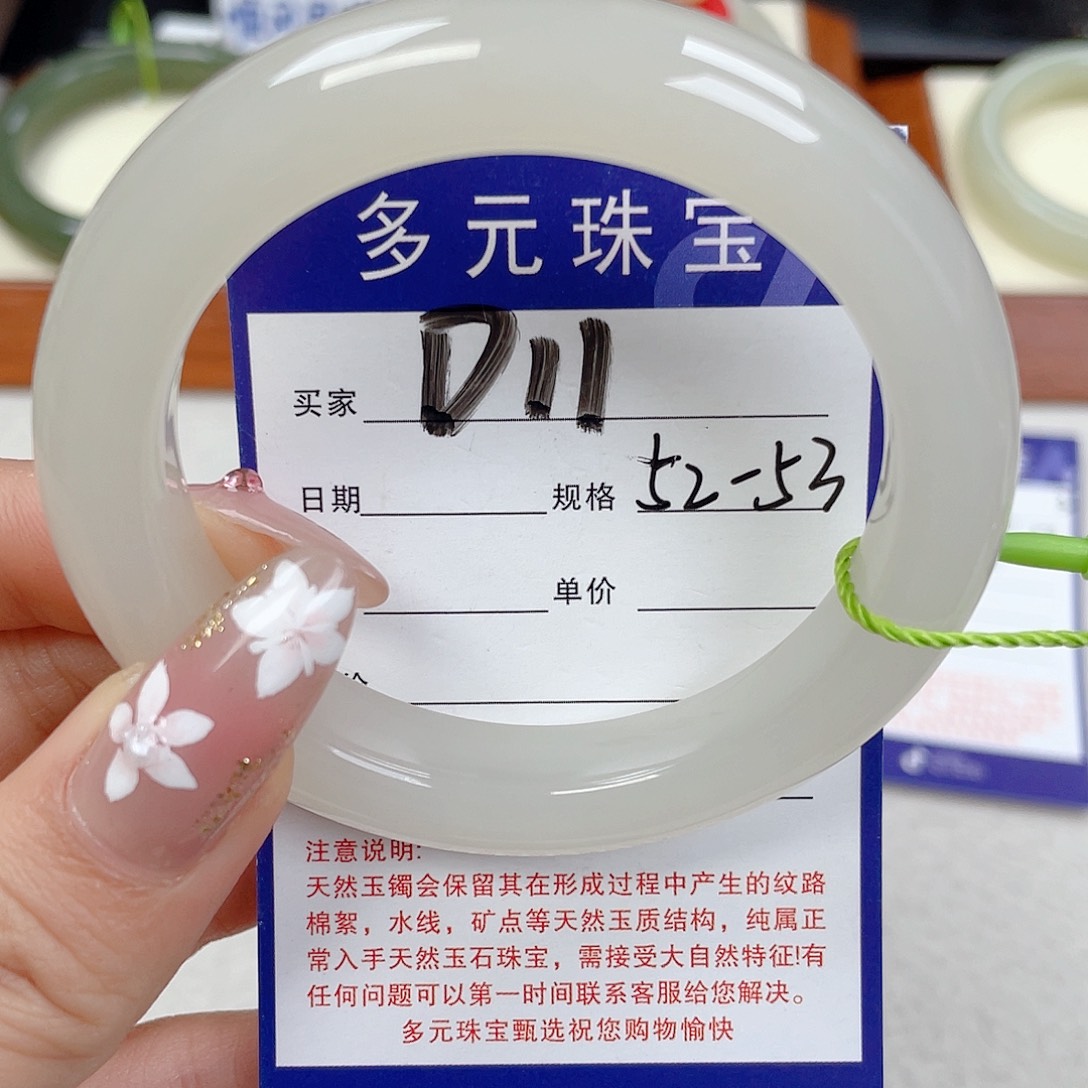 多元珠宝
买家 D11
日期 规格 52-53
单价
注意说明:
天然玉镯会保留其在形成过程中产生的纹路
棉絮，水线，矿点等天然玉质结构，纯属正
常入手天然玉石珠宝，需接受大自然特征!有
任何问题可以第一时间联系客服给您解决。
多元珠宝甄选祝您购物愉快